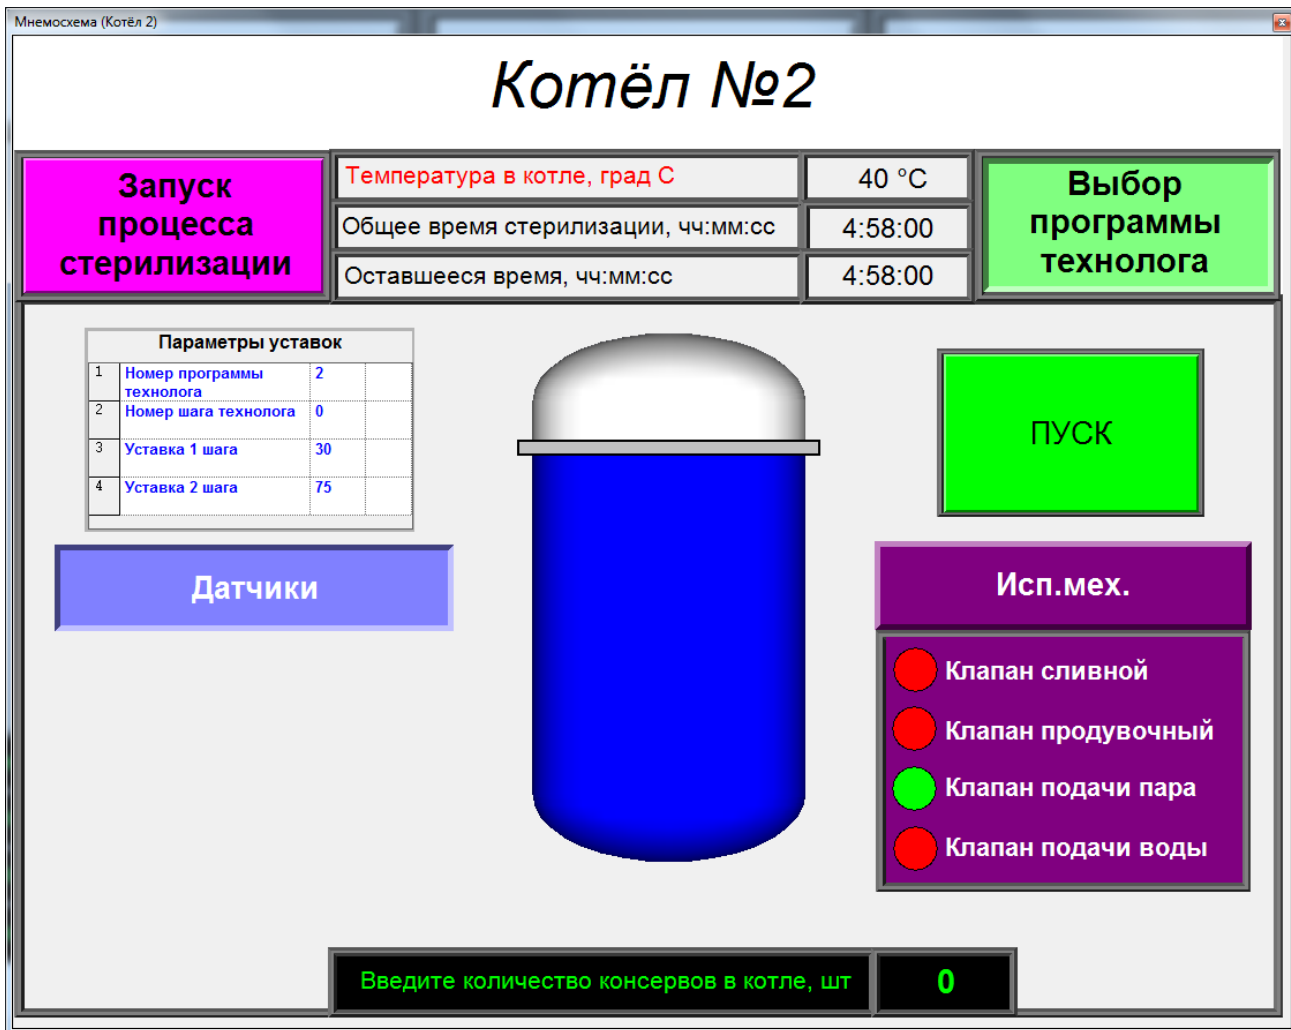 Мнемосхема (Котёл 2)
Котёл №2
Запуск
процесса
стерилизации
Температура в котле, град С
40 °C
Общее время стерилизации, чч:мм:сс
4:58:00
Оставшееся время, чч:мм:сс
4:58:00
Выбор
программы
технолога
Параметры уставок
1 Номер программы
технолога 2
2 Номер шага технолога 0
3 Уставка 1 шага 30
4 Уставка 2 шага 75
Датчики
ПУСК
Исп.мех.
Клапан сливной
Клапан продувочный
Клапан подачи пара
Клапан подачи воды
Введите количество консервов в котле, шт 0